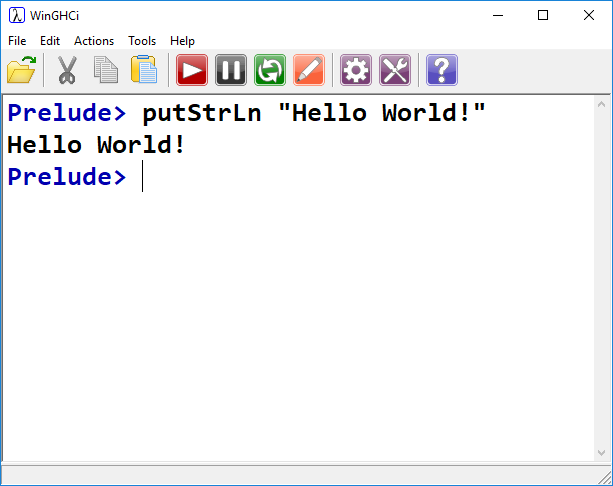 WinGHCi
File Edit Actions Tools Help
Prelude> putStrLn "Hello World!"
Hello World!
Prelude>